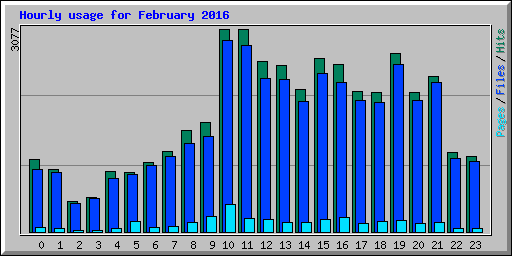 Hourly usage for February 2016
3077
Pages/Files/Hits
0 1 2 3 4 5 6 7 8 9 10 11 12 13 14 15 16 17 18 19 20 21 22 23